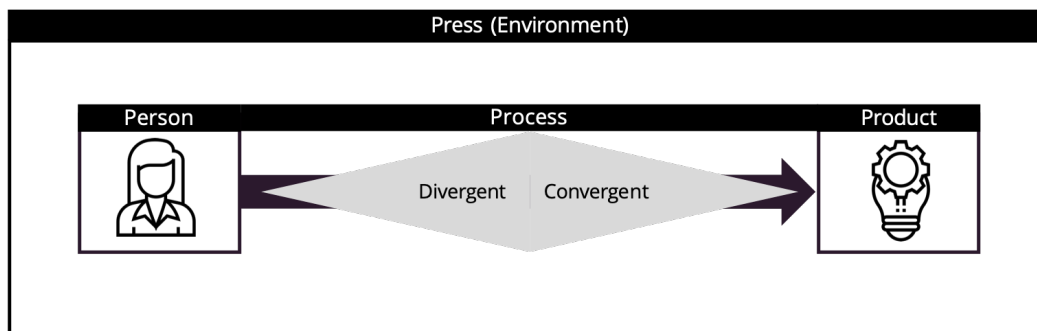 Press (Environment)
Person
Process
Product
Divergent
Convergent